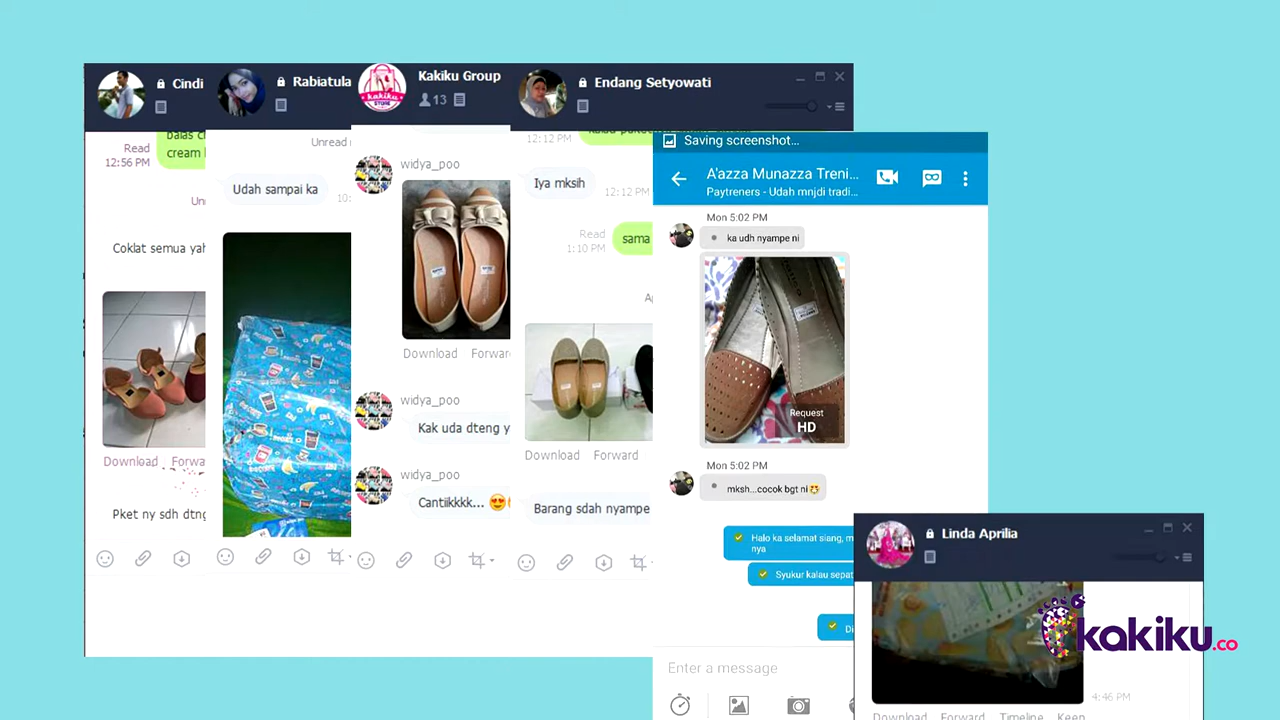 Cindi
Read
12:56 PM
cream
Coklat semua yah
Download
Pket ny sdh dtng
Rabiatula
Unread
Udah sampai ka
Kakiku Group
13
kakiku
STORE
widya_poo
Download Forwar
widya_poo
Kak uda dteng y
widya_poo
Cantiikkkk...
Endang Setyowati
12:12 PM
Iya mksih
12:12 PM
Read
1:10 PM
sama
Download Forward
Barang sdah nyampe
Saving screenshot...
A'azza Munazza Treni...
Paytreners - Udah mnjdi tradi...
Mon 5:02 PM
ka udh nyampe ni
Request
HD
Mon 5:02 PM
mksh...cocok bgt ni
Halo ka selamat siang, m
nya
Syukur kalau sepat
Di
Enter a message
Linda Aprilia
kakiku.co
4:46 PM
Download Forward Timeline Keep